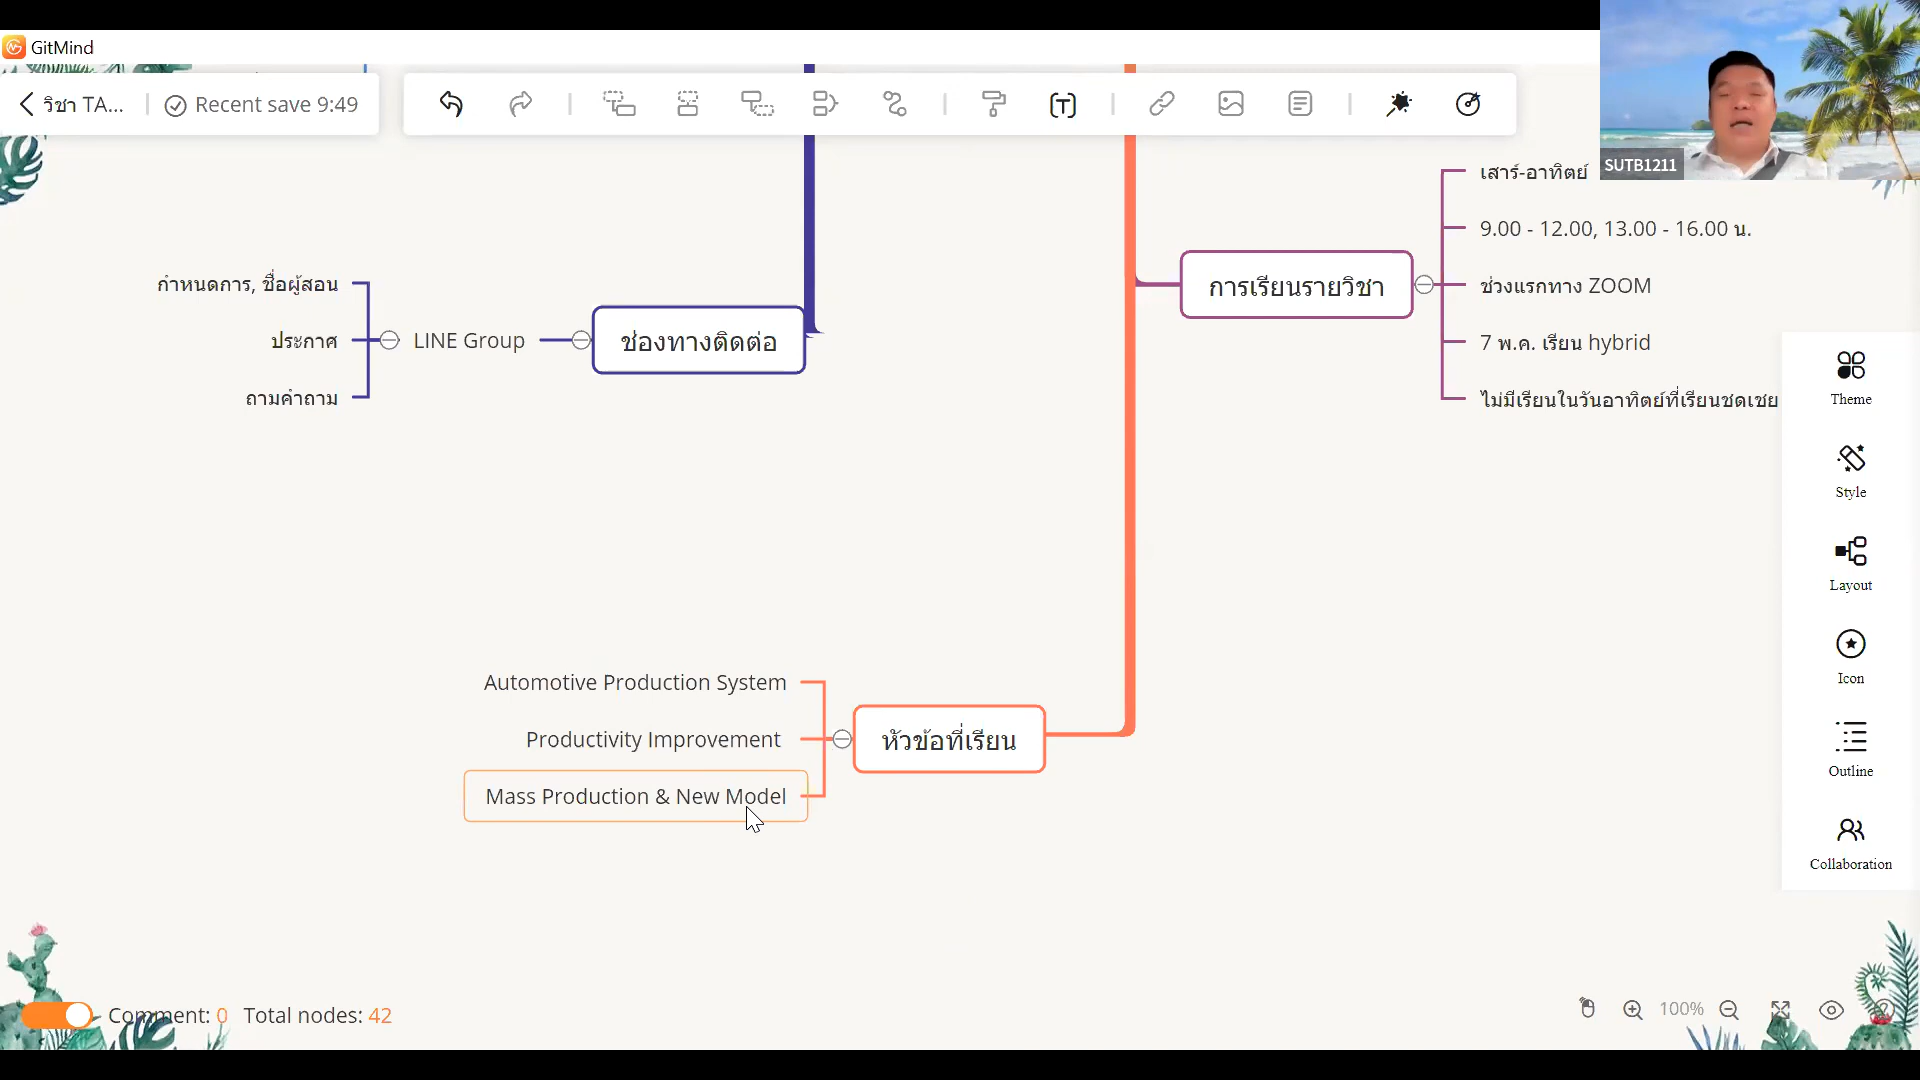 GitMind
วิชา TA...
Recent save 9:49
SUTB1211
เสาร์-อาทิตย์
9.00 - 12.00, 13.00 - 16.00 น.
การเรียนรายวิชา
ช่วงแรกทาง ZOOM
7 พ.ค. เรียน hybrid
ไม่มีเรียนในวันอาทิตย์ที่เรียนชดเชย
กำหนดการ, ชื่อผู้สอน
ประกาศ
LINE Group
ช่องทางติดต่อ
ถามคำถาม
Theme
Style
Layout
Icon
Outline
Collaboration
Automotive Production System
Productivity Improvement
หัวข้อที่เรียน
Mass Production & New Model
Comment: 0 Total nodes: 42
100%